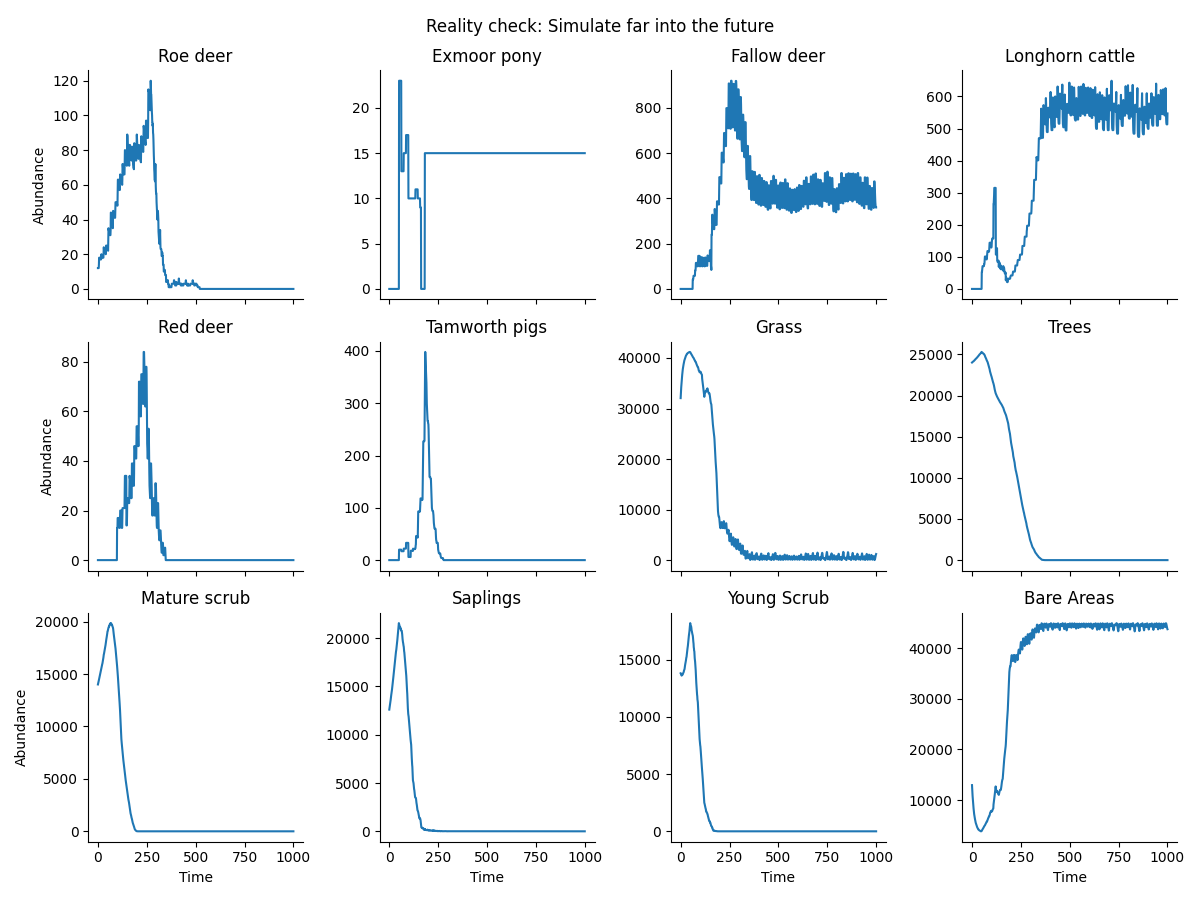 Reality check: Simulate far into the future
Roe deer
Exmoor pony
Fallow deer
Longhorn cattle
Abundance
120
100
80
60
40
20
0
20
15
10
5
0
800
600
400
200
0
600
500
400
300
200
100
0
Red deer
Tamworth pigs
Grass
Trees
Abundance
80
60
40
20
0
400
300
200
100
0
40000
30000
20000
10000
0
25000
20000
15000
10000
5000
0
Mature scrub
Saplings
Young Scrub
Bare Areas
Abundance
20000
15000
10000
5000
0
20000
15000
10000
5000
0
15000
10000
5000
0
40000
30000
20000
10000
0 250 500 750 1000
0 250 500 750 1000
0 250 500 750 1000
0 250 500 750 1000
Time
Time
Time
Time